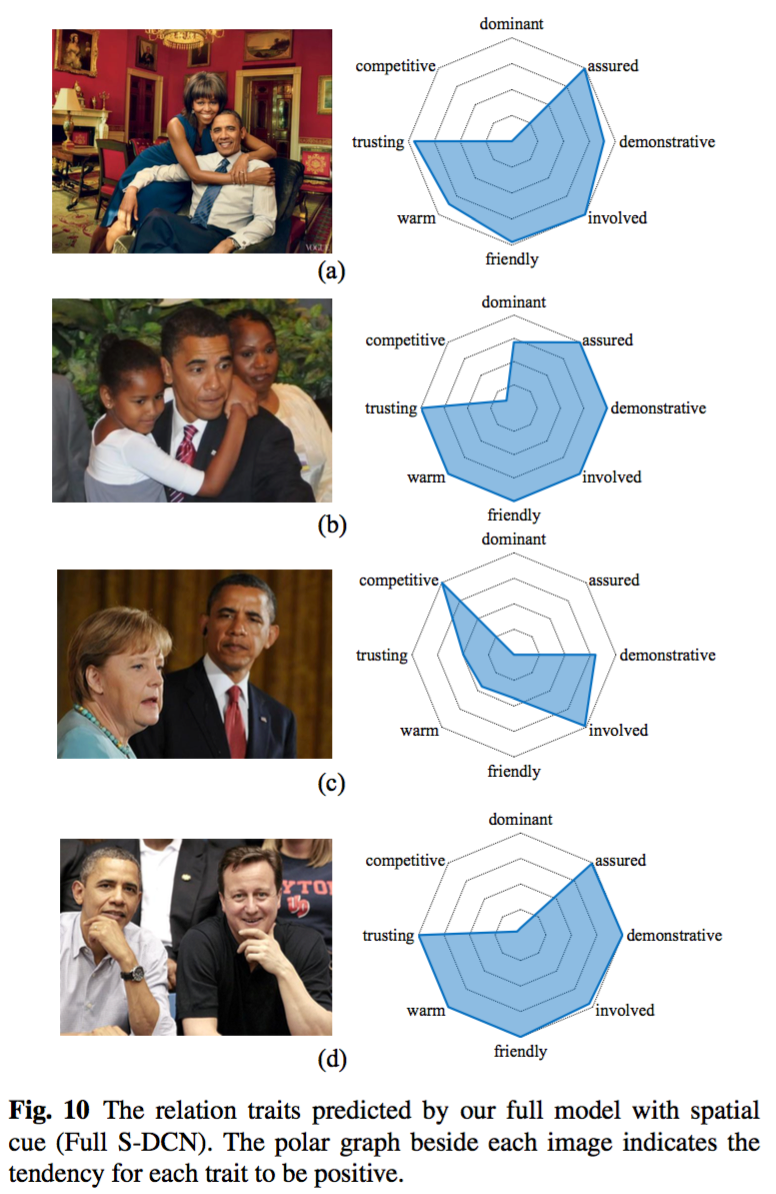 dominant
competitive
assured
trusting
demonstrative
warm
involved
friendly
VOGUE
(a)
dominant
competitive
assured
trusting
demonstrative
warm
involved
friendly
(b)
dominant
competitive
assured
trusting
demonstrative
warm
involved
friendly
(c)
dominant
competitive
assured
YTO
trusting
demonstrative
warm
involved
friendly
(d)
Fig. 10 The relation traits predicted by our full model with spatial
cue (Full S-DCN). The polar graph beside each image indicates the
tendency for each trait to be positive.